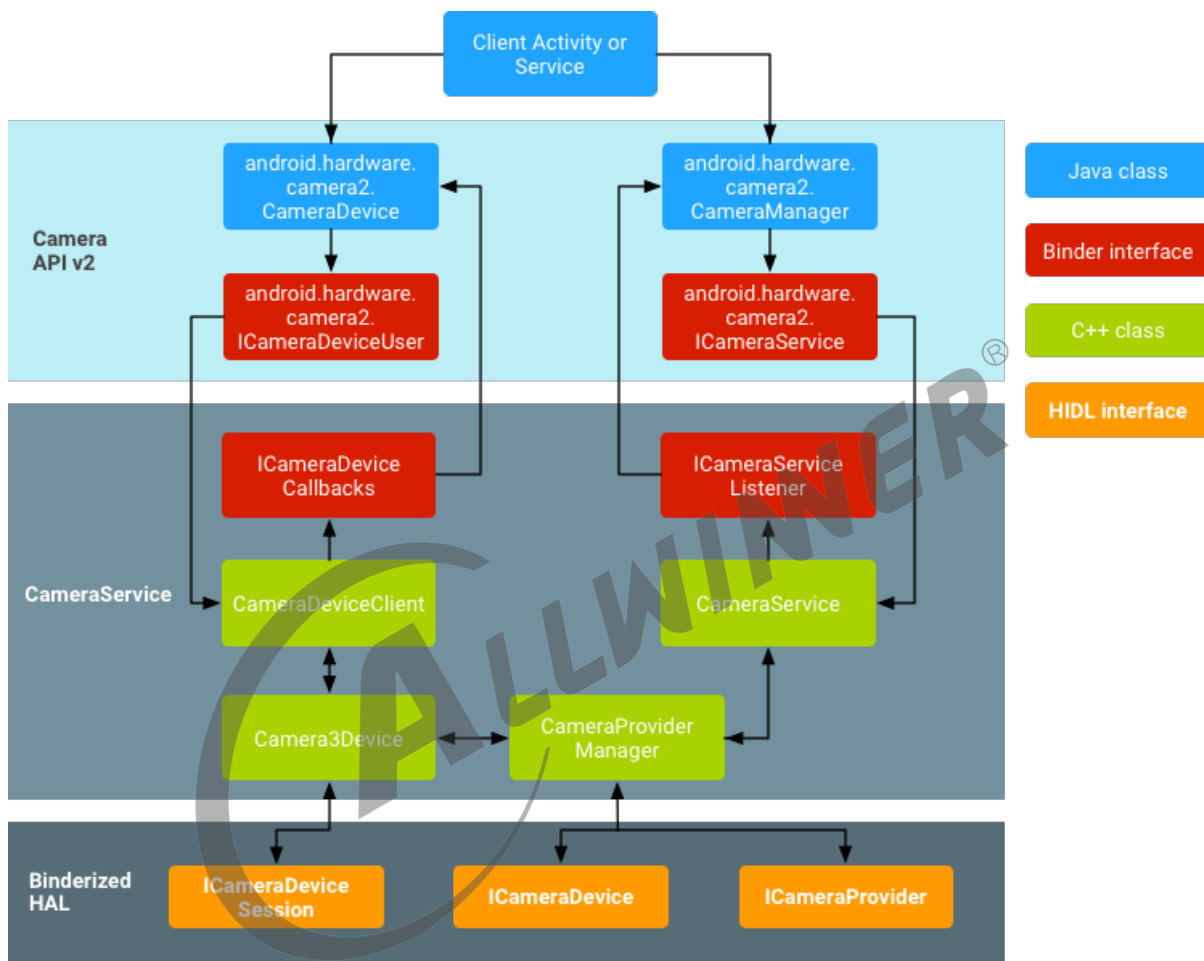 Client Activity or
Service
android.hardware.
camera2.
CameraDevice
android.hardware.
camera2.
CameraManager
Java class
Camera
API v2
Binder interface
android.hardware.
camera2.
ICameraDeviceUser
android.hardware.
camera2.
ICameraService
C++ class
HIDL interface
ICameraDevice
Callbacks
ICameraService
Listener
CameraService
CameraDeviceClient
CameraService
Camera3Device
CameraProvider
Manager
Binderized
HAL
ICameraDevice
Session
ICameraDevice
ICameraProvider
ALLWINNER®